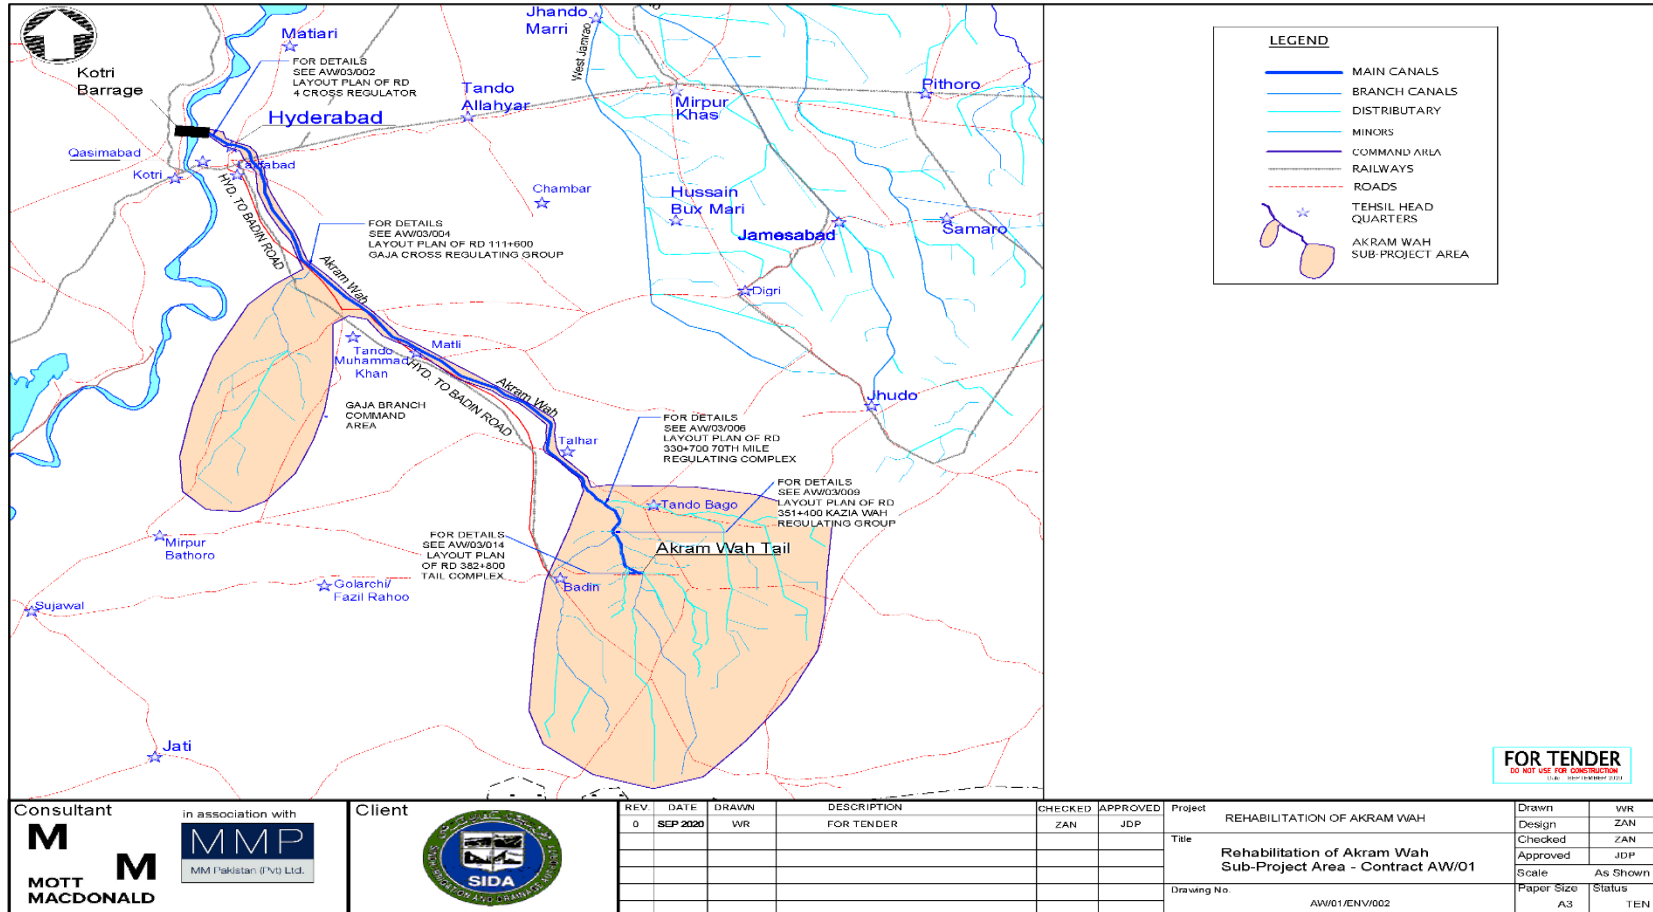 Jhando
Marri
West Jamrao
Matiari
FOR DETAILS
SEE AW/03/002
LAYOUT PLAN OF RD
4 CROSS REGULATOR
Kotri
Barrage
Tando
Allahyar
Mirpur
Khas
Pithoro
Hyderabad
Qasimabad
Kotri
HYD. TO BADIN ROAD
Chambar
Hussain
Bux Mari
Jamesabad
Samaro
FOR DETAILS
SEE AW/03/004
LAYOUT PLAN OF RD 111+600
GAJA CROSS REGULATING GROUP
Akram Wah
Digri
Tando
Muhammad
Khan
Matli
HYD. TO BADIN ROAD
Akram Wah
Jhudo
GAJA BRANCH
COMMAND
AREA
FOR DETAILS
SEE AW/03/006
LAYOUT PLAN OF RD
330+700 70TH MILE
REGULATING COMPLEX
Talhar
FOR DETAILS
SEE AW/03/009
LAYOUT PLAN OF RD
351+400 KAZIA WAH
REGULATING GROUP
Tando Bago
FOR DETAILS
SEE AW/03/014
LAYOUT PLAN
OF RD 382+800
TAIL COMPLEX
Akram Wah Tail
Mirpur
Bathoro
Badin
Golarchi/
Fazil Rahoo
Sujawal
Jati
LEGEND
MAIN CANALS
BRANCH CANALS
DISTRIBUTARY
MINORS
COMMAND AREA
RAILWAYS
ROADS
TEHSIL HEAD
QUARTERS
AKRAM WAH
SUB-PROJECT AREA
FOR TENDER
DO NOT USE FOR CONSTRUCTION
Consultant
M
M
MOTT
MACDONALD
in association with
MMP
MM Pakistan (Pvt) Ltd.
Client
SINDH IRRIGATION AND DRAINAGE AUTHORITY
SIDA
REV. DATE DRAWN DESCRIPTION CHECKED APPROVED
0 SEP 2020 WR FOR TENDER ZAN JDP
Project
REHABILITATION OF AKRAM WAH
Title
Rehabilitation of Akram Wah
Sub-Project Area - Contract AW/01
Drawing No.
AW/01/ENV/002
Drawn WR
Design ZAN
Checked ZAN
Approved JDP
Scale As Shown
Paper Size Status
A3 TEN